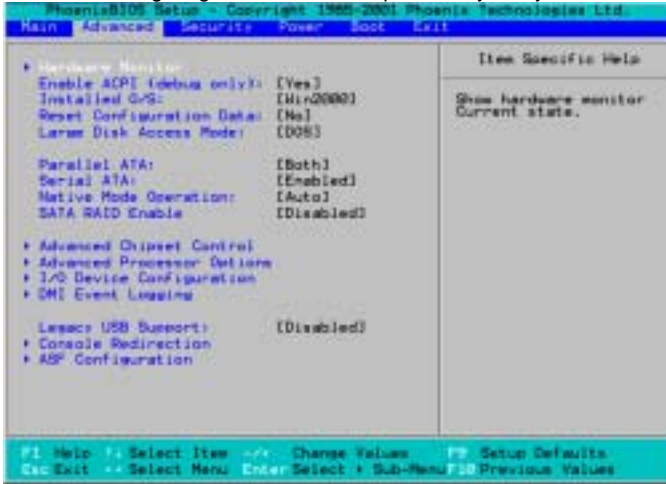 PhoenixBIOS Setup - Copyright 1985-2001 Phoenix Technologies Ltd.
Main Advanced Security Power Boot Exit
Hardware Monitor
Enable ACPI (debug only): [Yes]
Installed O/S: [Win2000]
Reset Configuration Data: [No]
Large Disk Access Mode: [DOS]
Parallel ATA: [Both]
Serial ATA: [Enabled]
Native Mode Operation: [Auto]
SATA RAID Enable [Disabled]
Advanced Chipset Control
Advanced Processor Options
I/O Device Configuration
DMI Event Logging
Legacy USB Support: [Disabled]
Console Redirection
ASF Configuration
Item Specific Help
Show hardware monitor
Current state.
F1 Help ↑↓ Select Item -/+ Change Values F9 Setup Defaults
Esc Exit ↔ Select Menu Enter Select ▶ Sub-Menu F10 Previous Values